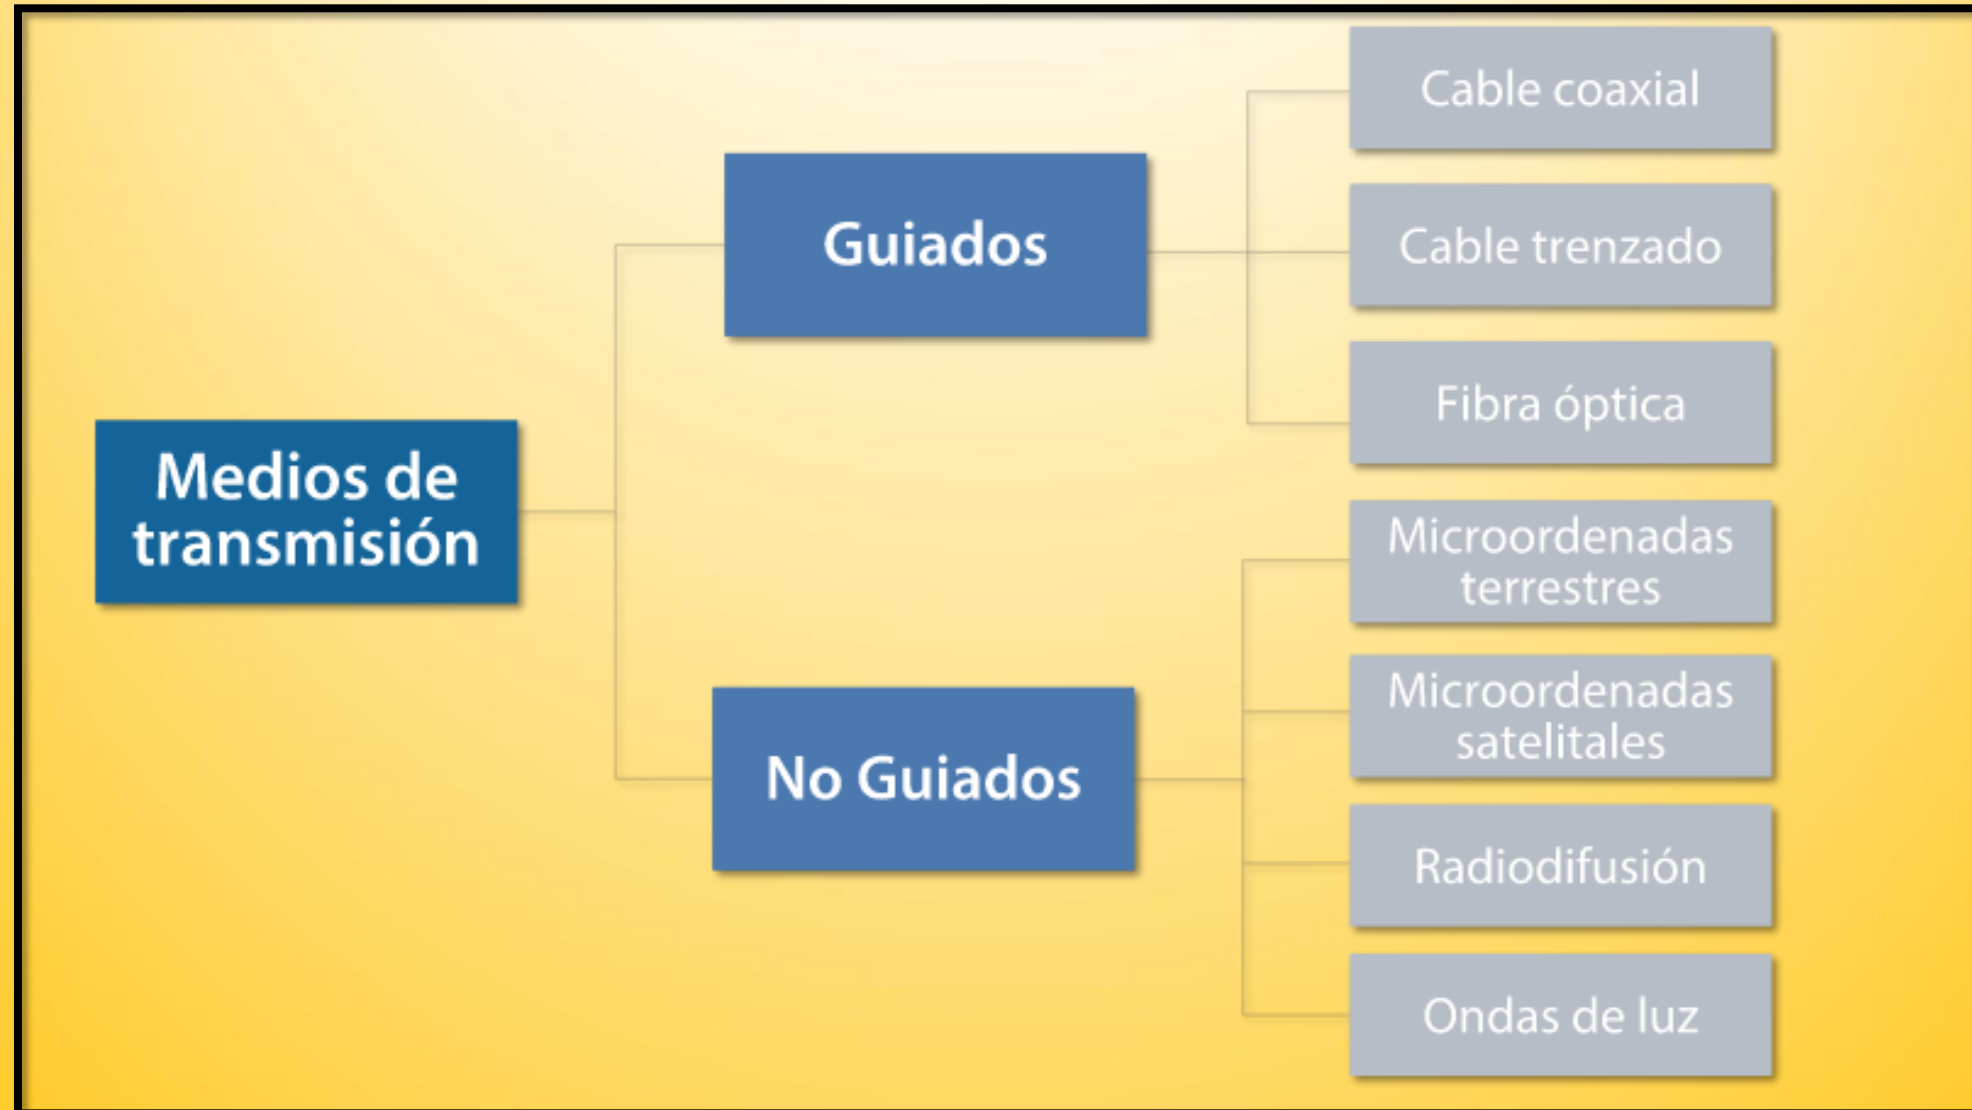 Medios de
transmisión
Guiados
Cable coaxial
Cable trenzado
Fibra óptica
No Guiados
Microordenadas
terrestres
Microordenadas
satelitales
Radiodifusión
Ondas de luz